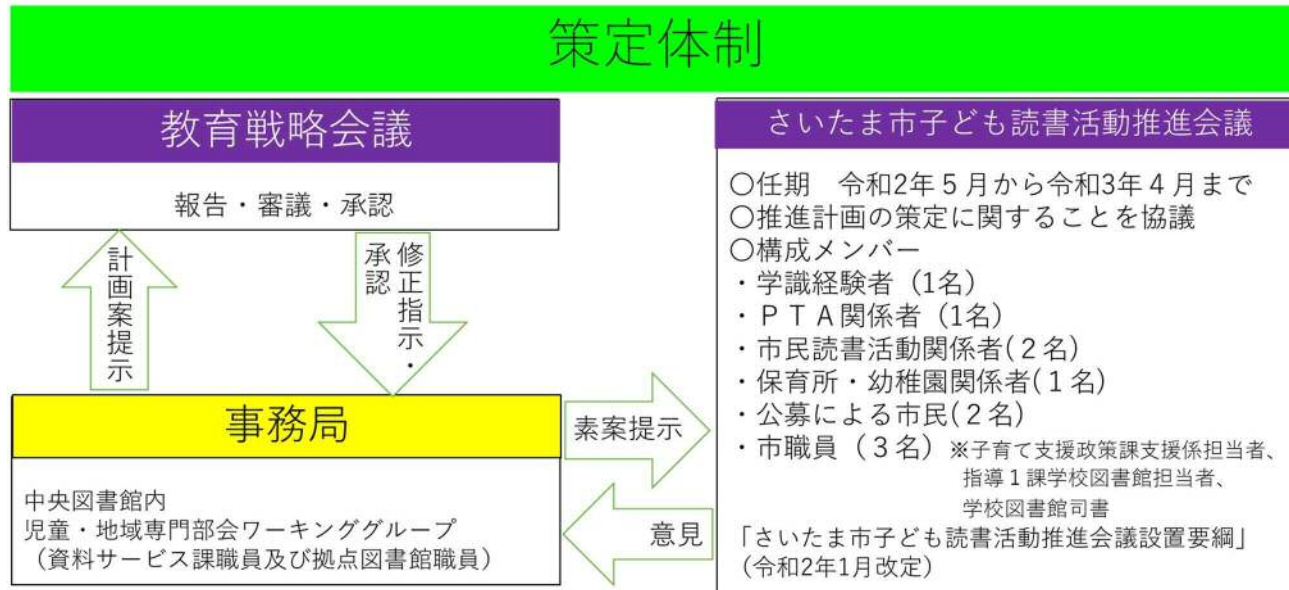 策定体制
教育戦略会議
報告・審議・承認
計画案提示
修正指示・
承認
事務局
中央図書館内
児童・地域専門部会ワーキンググループ
（資料サービス課職員及び拠点図書館職員）
素案提示
意見
さいたま市子ども読書活動推進会議
○任期　令和2年５月から令和3年４月まで
○推進計画の策定に関することを協議
○構成メンバー
・学識経験者（1名）
・ＰＴＡ関係者（1名）
・市民読書活動関係者(２名）
・保育所・幼稚園関係者(１名）
・公募による市民(２名）
・市職員（３名）※子育て支援政策課支援係担当者、
指導１課学校図書館担当者、
学校図書館司書
「さいたま市子ども読書活動推進会議設置要綱」
（令和2年1月改定）